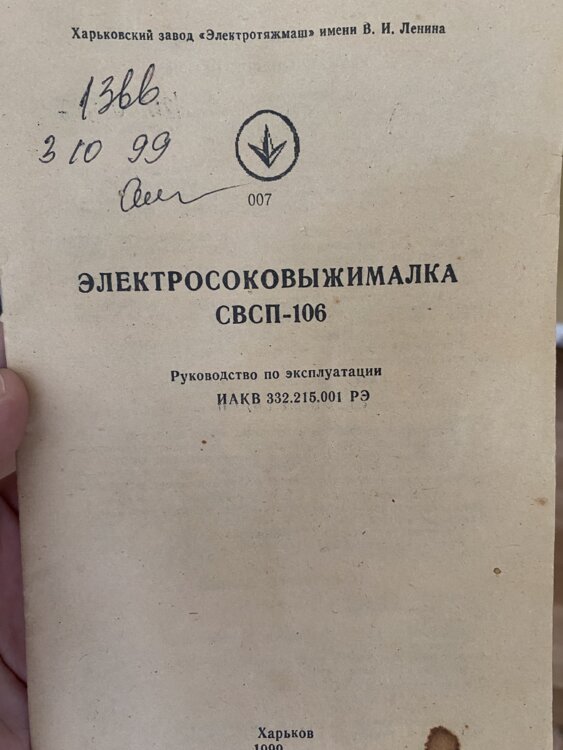 Харьковский завод «Электротяжмаш» имени В. И. Ленина
1366
3 10 99
007
ЭЛЕКТРОСОКОВЫЖИМАЛКА
СВСП-106
Руководство по эксплуатации
ИАКВ 332.215.001 РЭ
Харьков